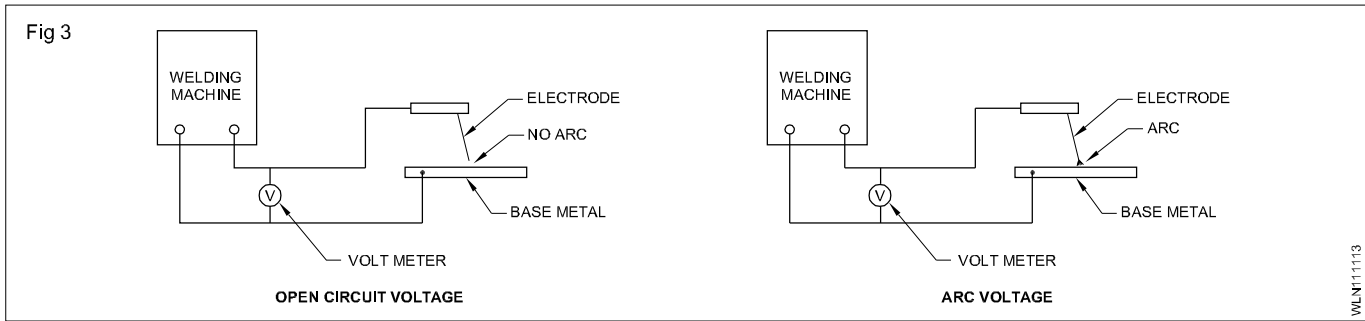 Fig 3
WELDING
MACHINE
ELECTRODE
NO ARC
BASE METAL
V
VOLT METER
OPEN CIRCUIT VOLTAGE
WELDING
MACHINE
ELECTRODE
ARC
BASE METAL
V
VOLT METER
ARC VOLTAGE
WLN111113